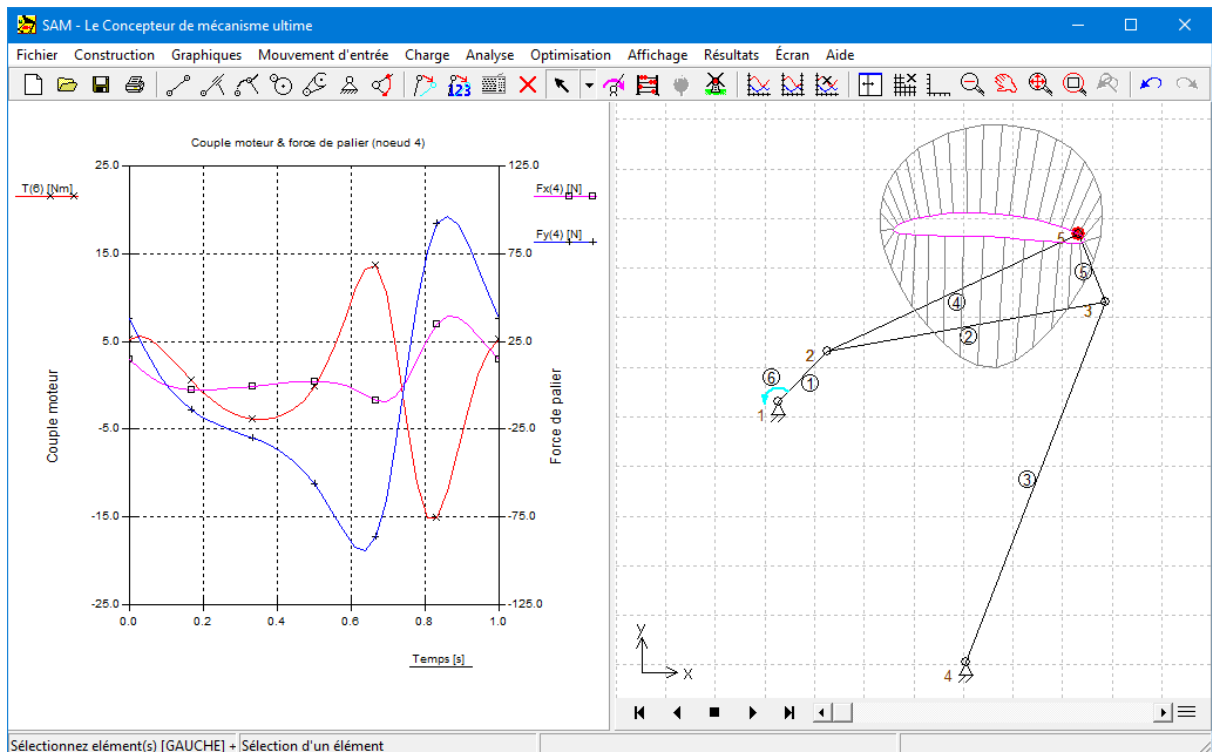 SAM - Le Concepteur de mécanisme ultime
Fichier Construction Graphiques Mouvement d'entrée Charge Analyse Optimisation Affichage Résultats Écran Aide
123
Couple moteur & force de palier (noeud 4)
25.0 125.0
T(6) [Nm] Fx(4) [N]
Fy(4) [N]
15.0 75.0
5.0 25.0
Couple moteur
Force de palier
-5.0 -25.0
-15.0 -75.0
-25.0 -125.0
0.0 0.2 0.4 0.6 0.8 1.0
Temps [s]
5
5
4
3
2
2
6
1
1
3
y
x
4
Sélectionnez elément(s) [GAUCHE] + Sélection d'un élément